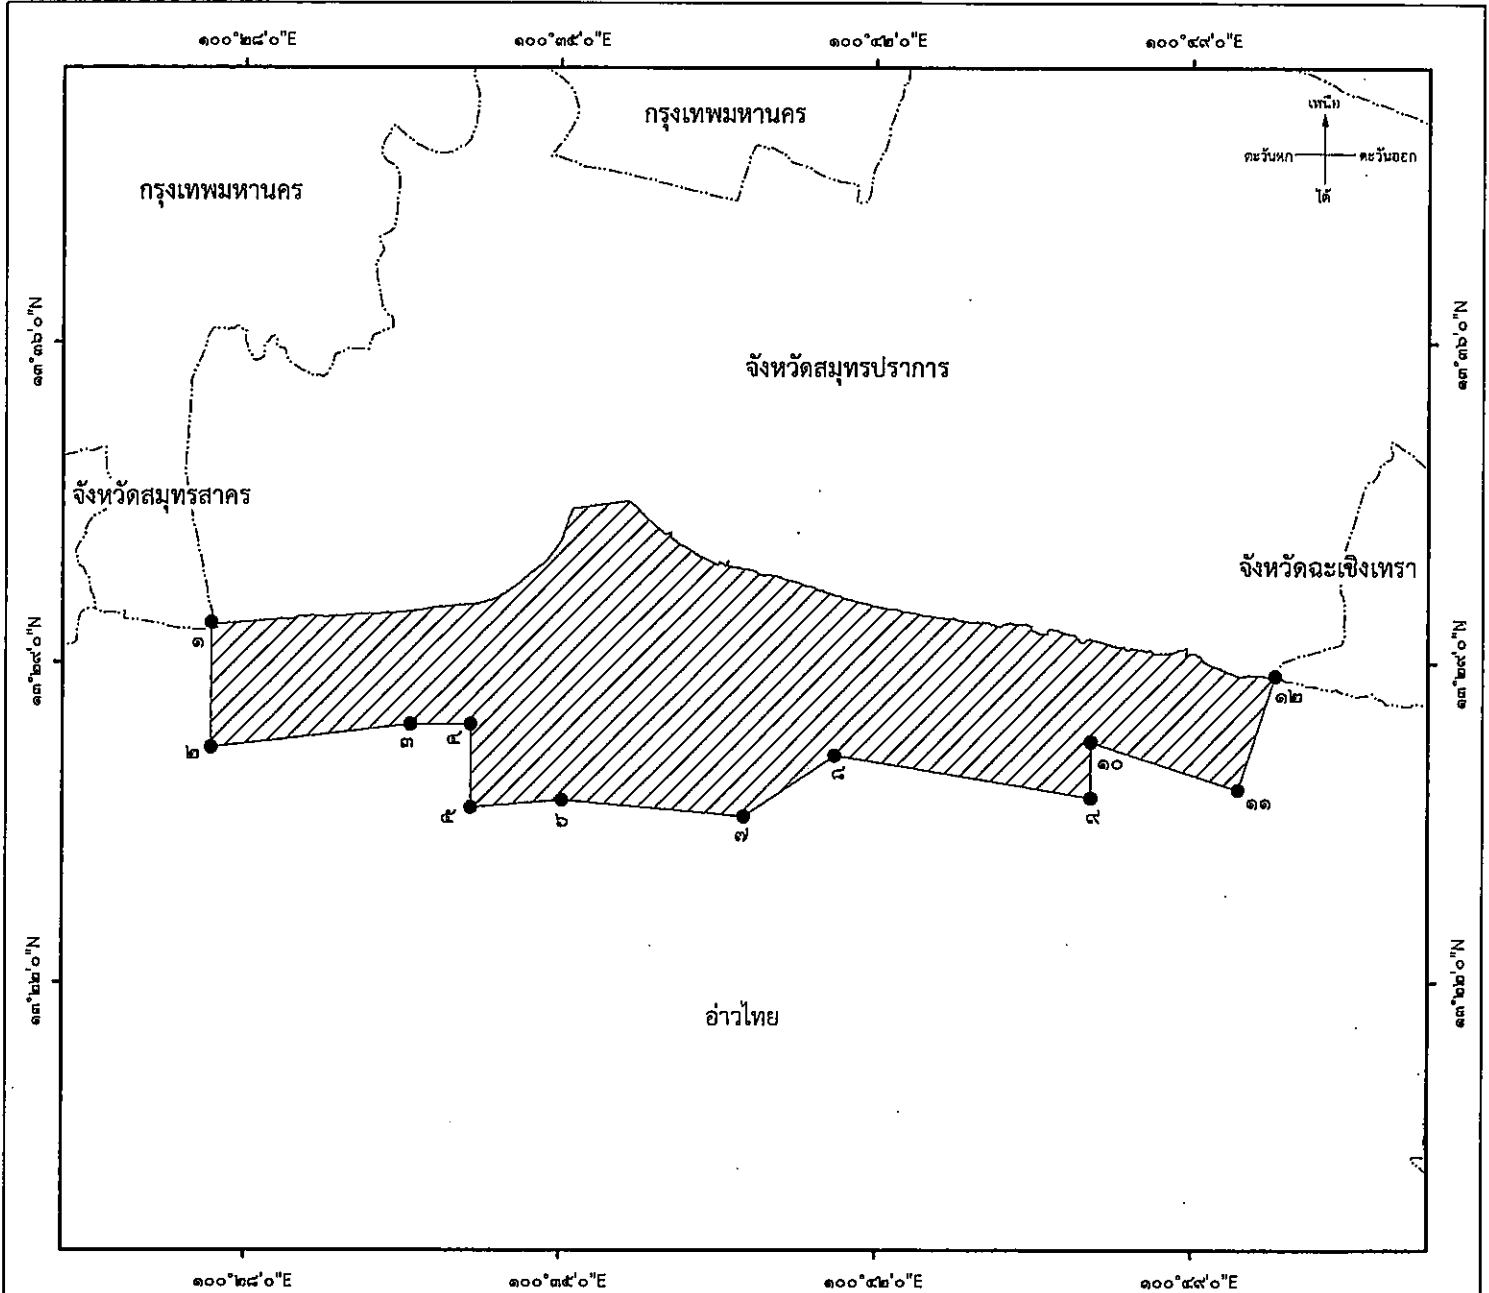 ๑๐๐°๒๘'๐"E ๑๐๐°๓๕'๐"E ๑๐๐°๔๒'๐"E ๑๐๐°๔๙'๐"E
กรุงเทพมหานคร
เหนือ
ตะวันตก ตะวันออก
ใต้
กรุงเทพมหานคร
๑๓°๓๖'๐"N ๑๓°๓๖'๐"N
จังหวัดสมุทรปราการ
จังหวัดสมุทรสาคร
จังหวัดฉะเชิงเทรา
๑
๑๓°๒๙'๐"N ๑๓°๒๙'๐"N
๑๒
๒ ๓ ๔
๑๐
๘
๑๑
๕ ๖ ๗ ๙
๑๓°๒๒'๐"N ๑๓°๒๒'๐"N
อ่าวไทย
๑๐๐°๒๘'๐"E ๑๐๐°๓๕'๐"E ๑๐๐°๔๒'๐"E ๑๐๐°๔๙'๐"E